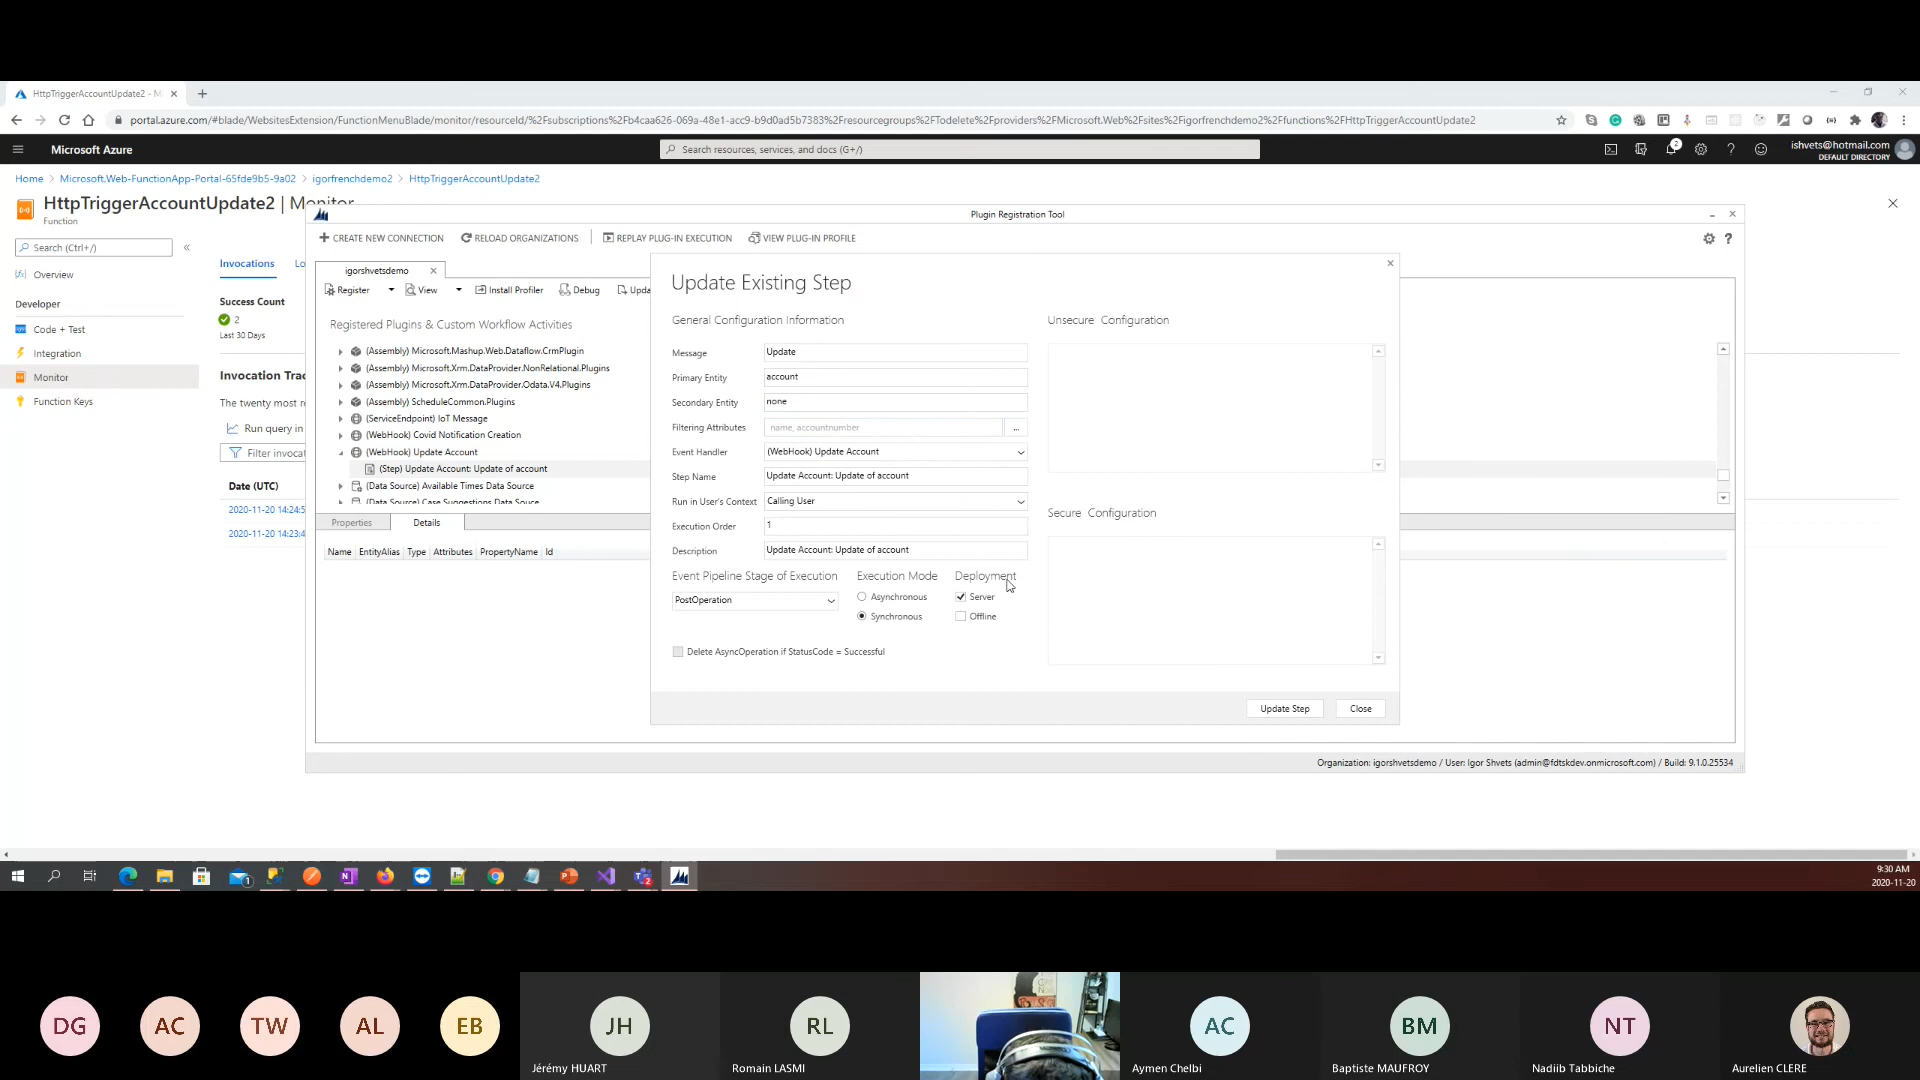 HttpTriggerAccountUpdate2 - M
portal.azure.com/#blade/WebsitesExtension/FunctionMenuBlade/monitor/resourceId/%2Fsubscriptions%2Fb4caa626-069a-48e1-acc9-b9d0ad5b7383%2Fresourcegroups%2FTodelete%2Fproviders%2FMicrosoft.Web%2Fsites%2Figorfrenchdemo2%2Ffunctions%2FHttpTriggerAccountUpdate2
Microsoft Azure
Search resources, services, and docs (G+/)
2
ishvets@hotmail.com
DEFAULT DIRECTORY
Home > Microsoft.Web-FunctionApp-Portal-65fde9b5-9a02 > igorfrenchdemo2 > HttpTriggerAccountUpdate2
HttpTriggerAccountUpdate2 | Monitor
Function
Search (Ctrl+/)
Overview
Developer
Code + Test
Integration
Monitor
Function Keys
Invocations Lo
Success Count
2
Last 30 Days
Invocation Trac
The twenty most r
Run query in
Filter invocat
Date (UTC)
2020-11-20 14:24:5
2020-11-20 14:23:4
Plugin Registration Tool
CREATE NEW CONNECTION
RELOAD ORGANIZATIONS
REPLAY PLUG-IN EXECUTION
VIEW PLUG-IN PROFILE
igorshvetsdemo
Register
View
Install Profiler
Debug
Upda
Registered Plugins & Custom Workflow Activities
(Assembly) Microsoft.Mashup.Web.Dataflow.CrmPlugin
(Assembly) Microsoft.Xrm.DataProvider.NonRelational.Plugins
(Assembly) Microsoft.Xrm.DataProvider.Odata.V4.Plugins
(Assembly) ScheduleCommon.Plugins
(ServiceEndpoint) IoT Message
(WebHook) Covid Notification Creation
(WebHook) Update Account
(Step) Update Account: Update of account
(Data Source) Available Times Data Source
(Data Source) Case Suggestions Data Source
Properties
Details
Name EntityAlias Type Attributes PropertyName Id
Update Existing Step
General Configuration Information
Message Update
Primary Entity account
Secondary Entity none
Filtering Attributes name, accountnumber ...
Event Handler (WebHook) Update Account
Step Name Update Account: Update of account
Run in User's Context Calling User
Execution Order 1
Description Update Account: Update of account
Event Pipeline Stage of Execution
PostOperation
Execution Mode
Asynchronous
Synchronous
Deployment
Server
Offline
Delete AsyncOperation if StatusCode = Successful
Unsecure Configuration
Secure Configuration
Update Step
Close
Organization: igorshvetsdemo / User: Igor Shvets (admin@fdtskdev.onmicrosoft.com) / Build: 9.1.0.25534
9:30 AM
2020-11-20
DG
AC
TW
AL
EB
JH
Jérémy HUART
RL
Romain LASMI
AC
Aymen Chelbi
BM
Baptiste MAUFROY
NT
Nadiib Tabbiche
Aurelien CLERE